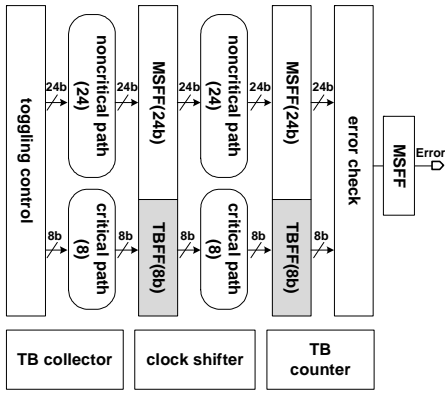 toggling control
24b
noncritical path
(24)
24b
MSFF(24b)
24b
noncritical path
(24)
24b
MSFF(24b)
24b
error check
MSFF
Error
8b
critical path
(8)
8b
TBFF(8b)
8b
critical path
(8)
8b
TBFF(8b)
8b
TB collector
clock shifter
TB
counter